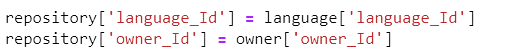 repository['language_Id'] = language['language_Id']
repository['owner_Id'] = owner['owner_Id']